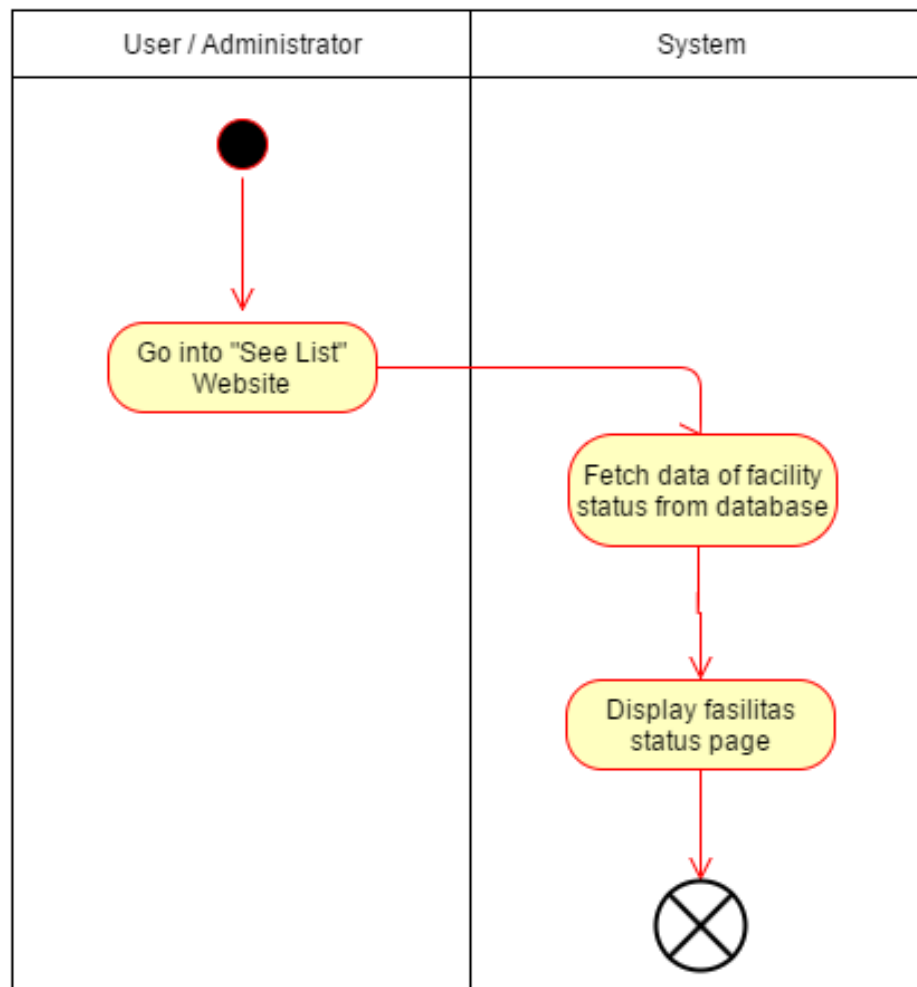 User / Administrator
System
Go into "See List"
Website
Fetch data of facility
status from database
Display fasilitas
status page